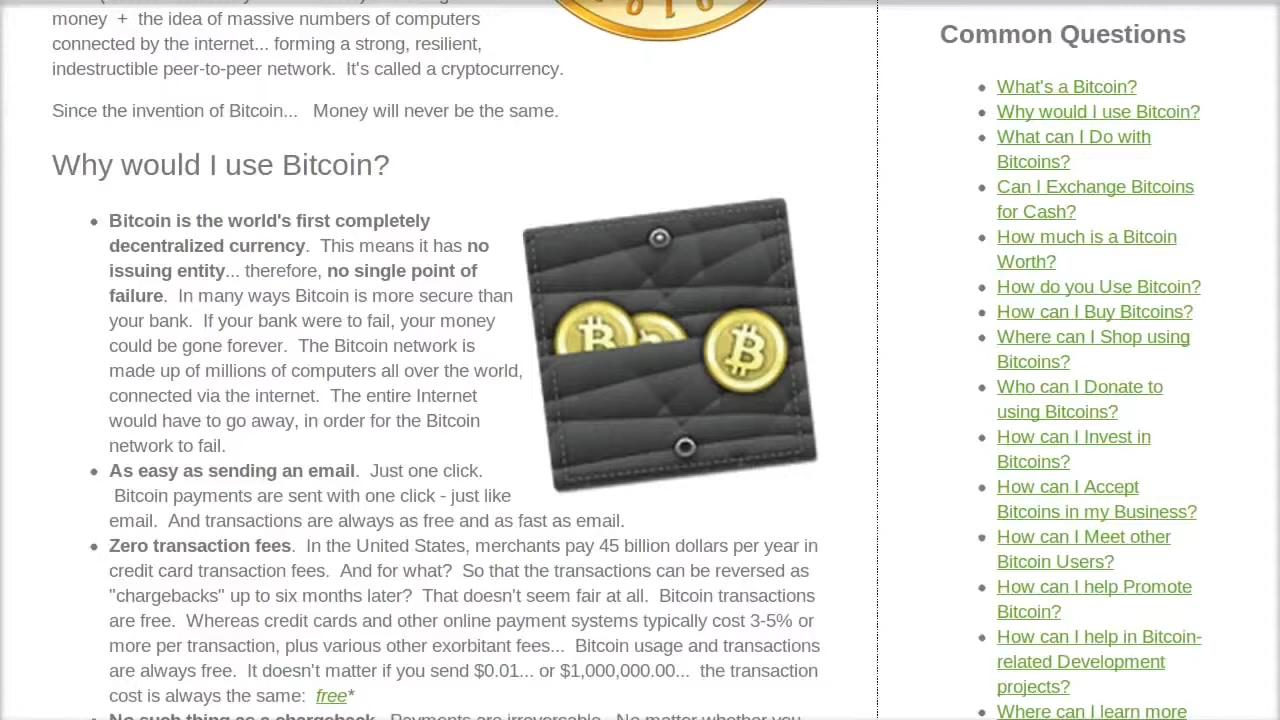 money + the idea of massive numbers of computers
connected by the internet... forming a strong, resilient,
indestructible peer-to-peer network. It's called a cryptocurrency.
Since the invention of Bitcoin... Money will never be the same.
Why would I use Bitcoin?
Bitcoin is the world's first completely
decentralized currency. This means it has no
issuing entity... therefore, no single point of
failure. In many ways Bitcoin is more secure than
your bank. If your bank were to fail, your money
could be gone forever. The Bitcoin network is
made up of millions of computers all over the world,
connected via the internet. The entire Internet
would have to go away, in order for the Bitcoin
network to fail.
As easy as sending an email. Just one click.
Bitcoin payments are sent with one click - just like
email. And transactions are always as free and as fast as email.
Zero transaction fees. In the United States, merchants pay 45 billion dollars per year in
credit card transaction fees. And for what? So that the transactions can be reversed as
"chargebacks" up to six months later? That doesn't seem fair at all. Bitcoin transactions
are free. Whereas credit cards and other online payment systems typically cost 3-5% or
more per transaction, plus various other exorbitant fees... Bitcoin usage and transactions
are always free. It doesn't matter if you send $0.01... or $1,000,000.00... the transaction
cost is always the same: free*
No such thing as a chargeback. Payments are irreversable. No matter whether you
Common Questions
What's a Bitcoin?
Why would I use Bitcoin?
What can I Do with
Bitcoins?
Can I Exchange Bitcoins
for Cash?
How much is a Bitcoin
Worth?
How do you Use Bitcoin?
How can I Buy Bitcoins?
Where can I Shop using
Bitcoins?
Who can I Donate to
using Bitcoins?
How can I Invest in
Bitcoins?
How can I Accept
Bitcoins in my Business?
How can I Meet other
Bitcoin Users?
How can I help Promote
Bitcoin?
How can I help in Bitcoin-
related Development
projects?
Where can I learn more